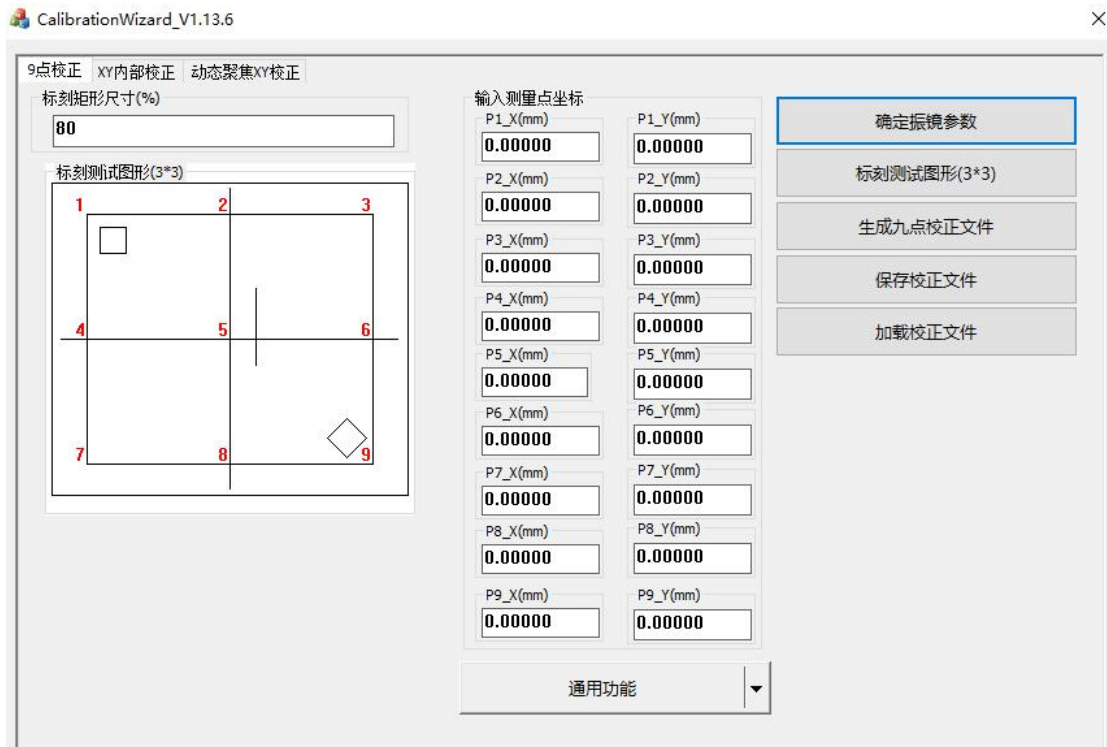 CalibrationWizard_V1.13.6
9点校正 XY内部校正 动态聚焦XY校正
标刻矩形尺寸(%)
80
标刻测试图形(3*3)
1 2 3
4 5 6
7 8 9
输入测量点坐标
P1_X(mm) P1_Y(mm)
0.00000 0.00000
P2_X(mm) P2_Y(mm)
0.00000 0.00000
P3_X(mm) P3_Y(mm)
0.00000 0.00000
P4_X(mm) P4_Y(mm)
0.00000 0.00000
P5_X(mm) P5_Y(mm)
0.00000 0.00000
P6_X(mm) P6_Y(mm)
0.00000 0.00000
P7_X(mm) P7_Y(mm)
0.00000 0.00000
P8_X(mm) P8_Y(mm)
0.00000 0.00000
P9_X(mm) P9_Y(mm)
0.00000 0.00000
通用功能
确定振镜参数
标刻测试图形(3*3)
生成九点校正文件
保存校正文件
加载校正文件